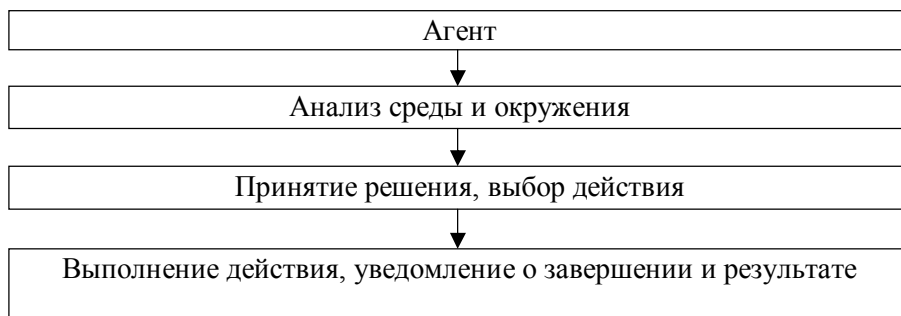 Агент
Анализ среды и окружения
Принятие решения, выбор действия
Выполнение действия, уведомление о завершении и результате